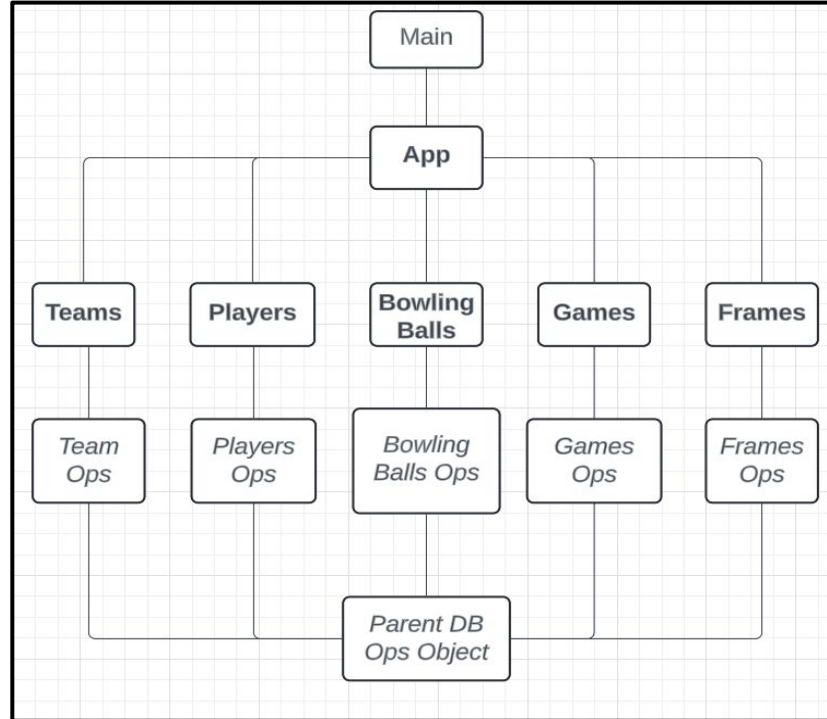 Main
App
Teams
Players
Bowling
Balls
Games
Frames
Team
Ops
Players
Ops
Bowling
Balls Ops
Games
Ops
Frames
Ops
Parent DB
Ops Object